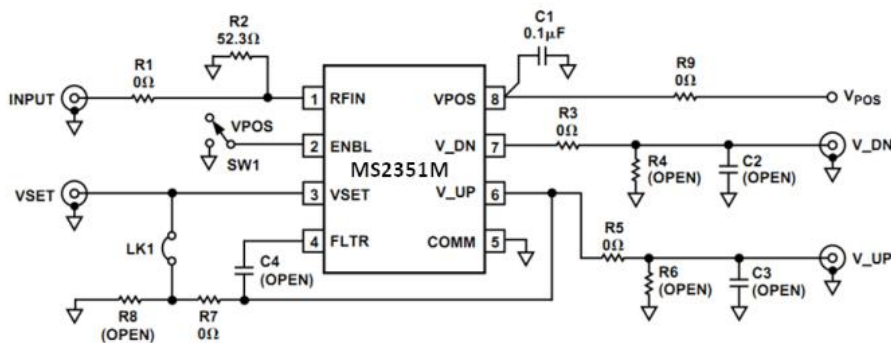 C1
0.1µF
R2
52.3Ω
R1
0Ω
R9
0Ω
INPUT
1
RFIN
VPOS
8
VPOS
R3
0Ω
VPOS
SW1
2
ENBL
V_DN
7
V_DN
R4
(OPEN)
C2
(OPEN)
MS2351M
VSET
3
VSET
V_UP
6
R5
0Ω
LK1
4
FLTR
COMM
5
V_UP
C4
(OPEN)
R6
(OPEN)
C3
(OPEN)
R8
(OPEN)
R7
0Ω